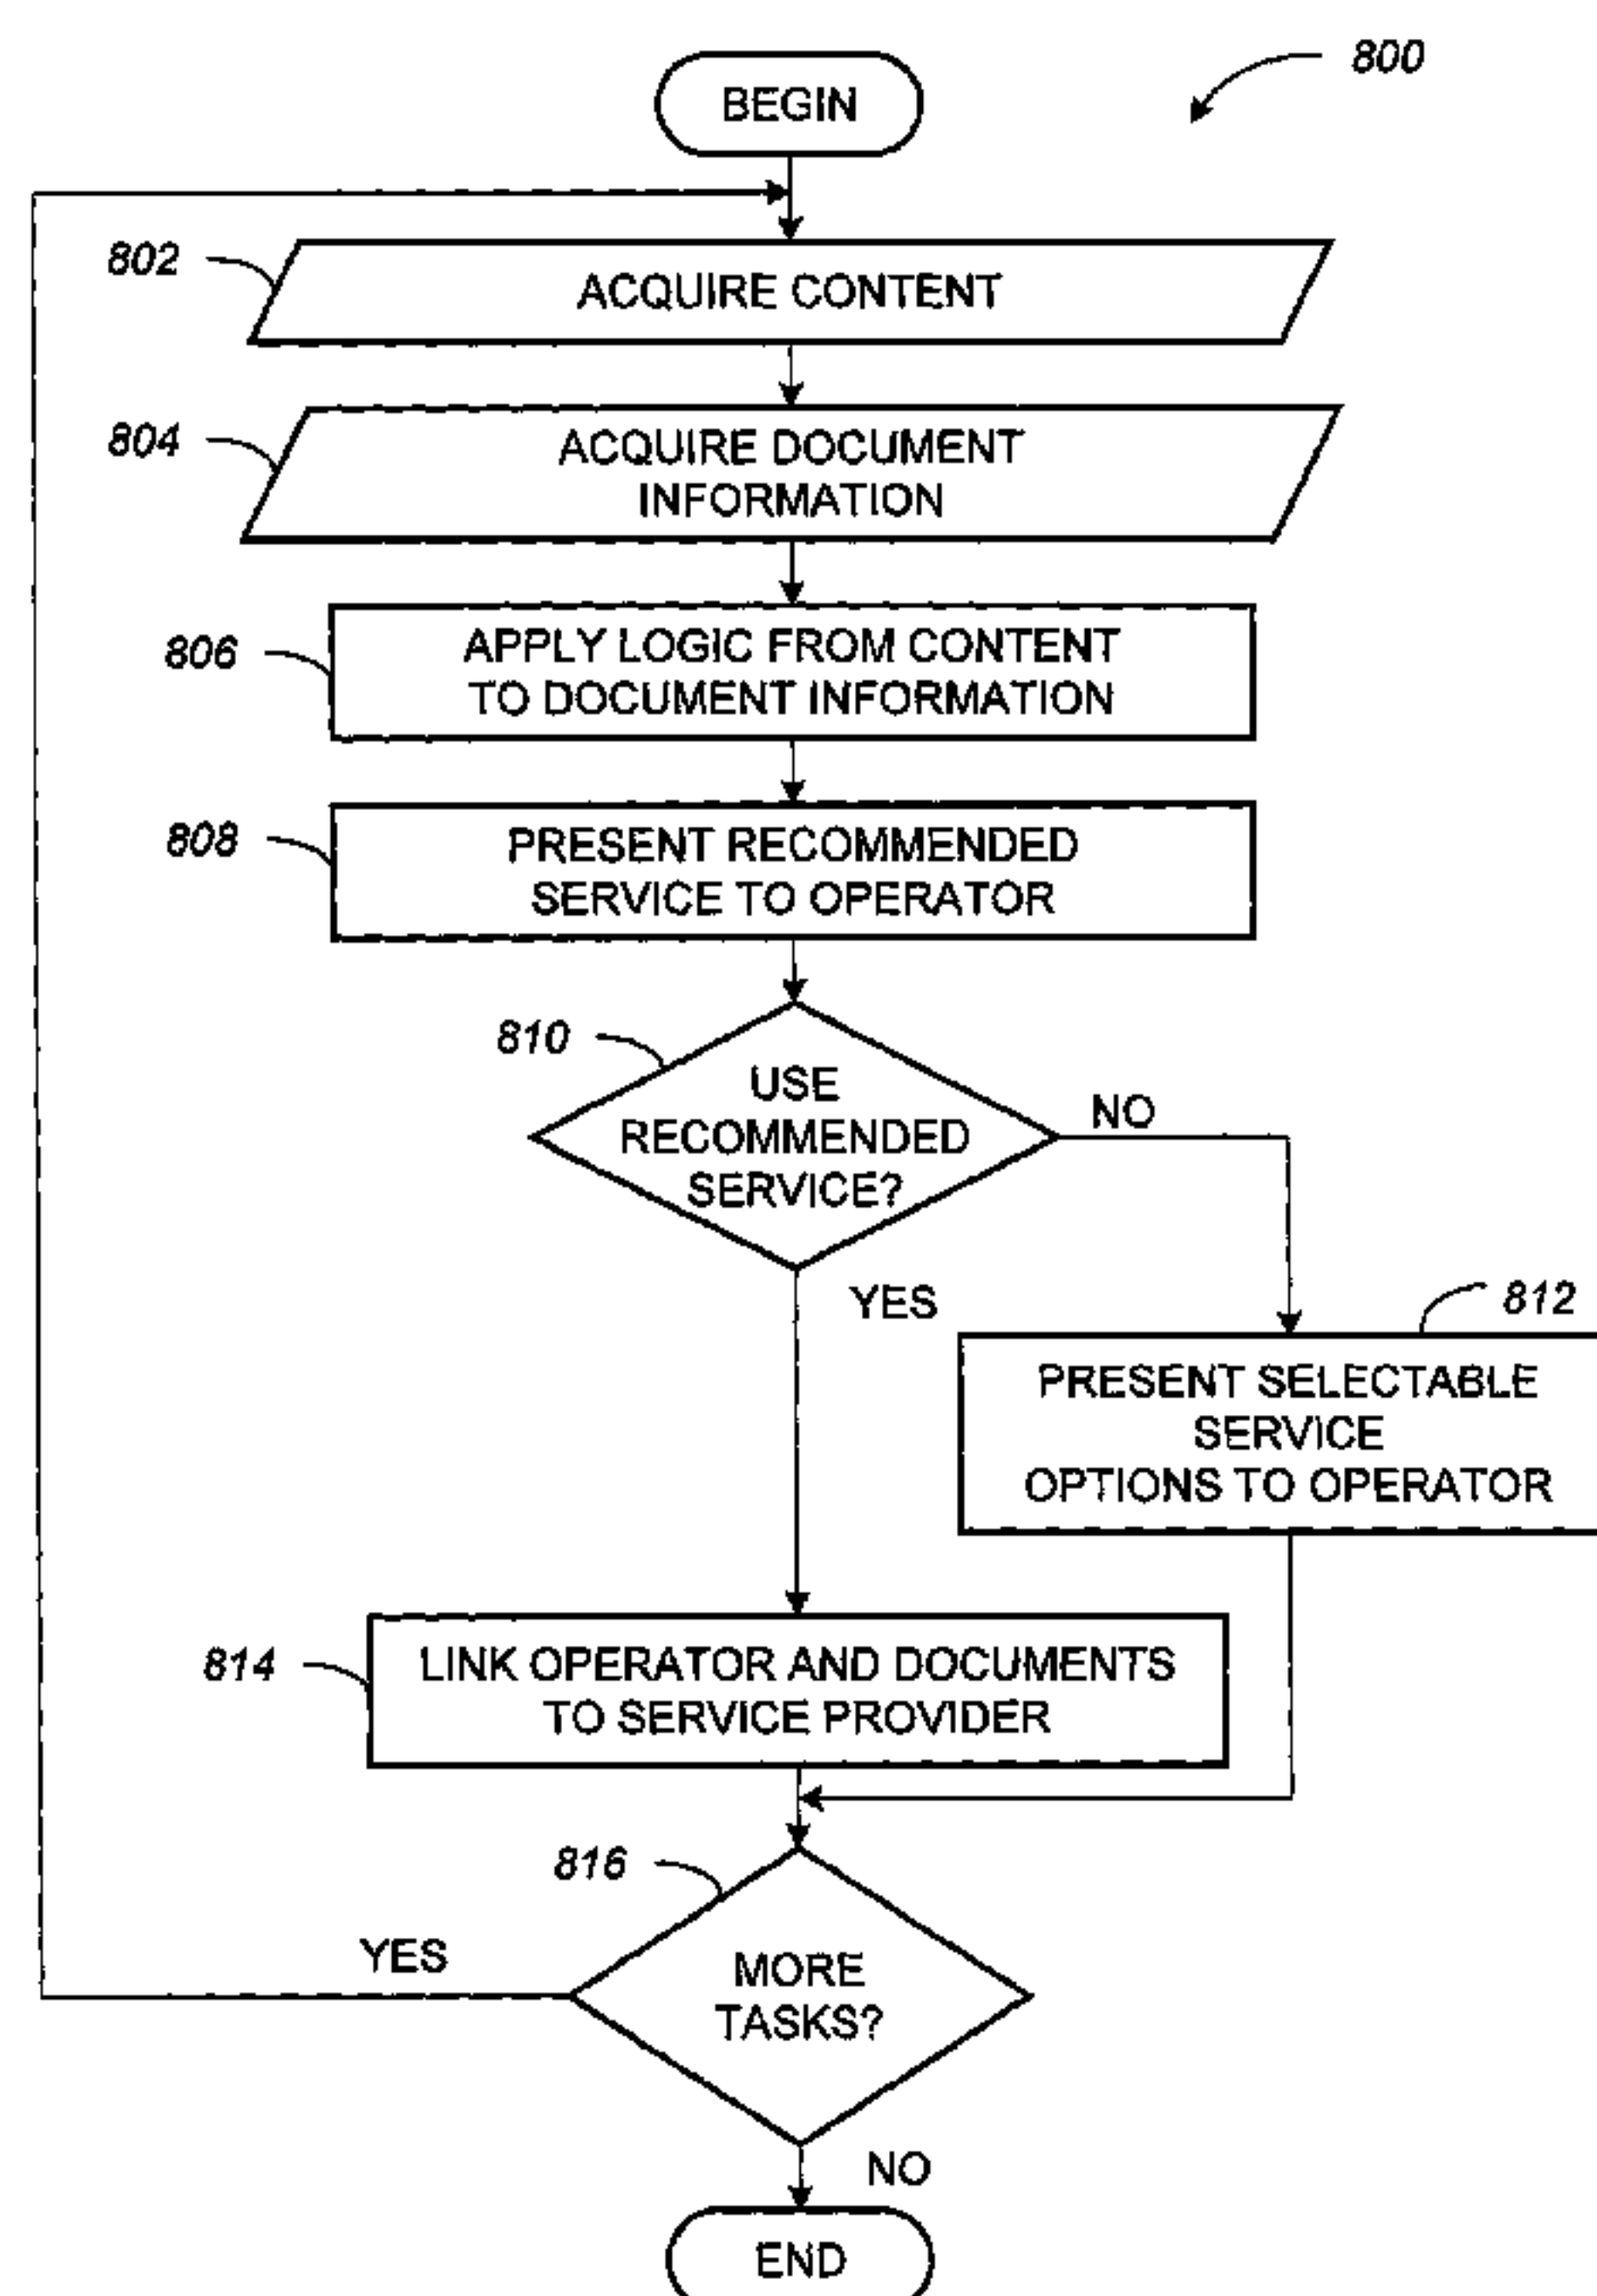 BEGIN
800
802
ACQUIRE CONTENT
804
ACQUIRE DOCUMENT
INFORMATION
806
APPLY LOGIC FROM CONTENT
TO DOCUMENT INFORMATION
808
PRESENT RECOMMENDED
SERVICE TO OPERATOR
810
USE
RECOMMENDED
SERVICE?
NO
YES
812
PRESENT SELECTABLE
SERVICE
OPTIONS TO OPERATOR
814
LINK OPERATOR AND DOCUMENTS
TO SERVICE PROVIDER
816
YES
MORE
TASKS?
NO
END